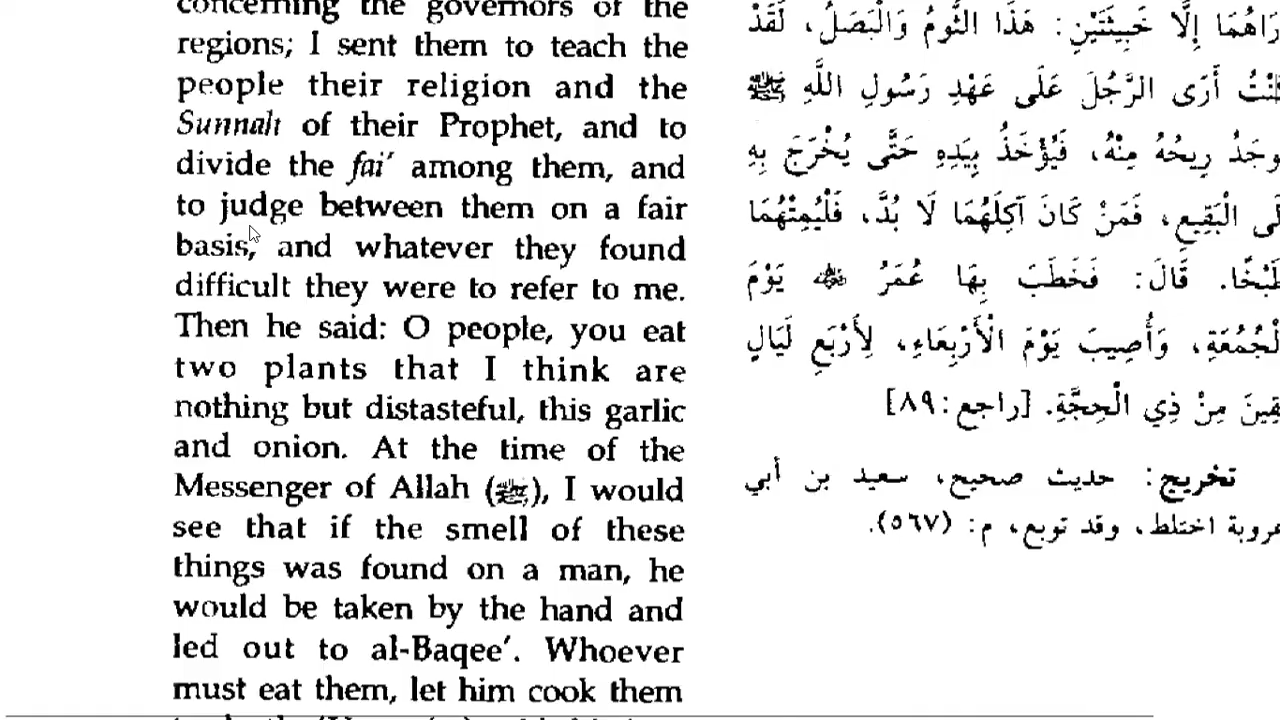 concerning the governors of the
regions; I sent them to teach the
people their religion and the
Sunnah of their Prophet, and to
divide the fai' among them, and
to judge between them on a fair
basis, and whatever they found
difficult they were to refer to me.
Then he said: O people, you eat
two plants that I think are
nothing but distasteful, this garlic
and onion. At the time of the
Messenger of Allah (ﷺ), I would
see that if the smell of these
things was found on a man, he
would be taken by the hand and
led out to al-Baqee'. Whoever
must eat them, let him cook them
رَاهُمَا إِلَّا خَبِيثَتَيْنِ: هَذَا الثُّومُ وَالْبَصَلُ، لَقَدْ
كُنْتُ أَرَى الرَّجُلَ عَلَى عَهْدِ رَسُولِ اللَّهِ ﷺ
وجَدُ رِيحُهُ مِنْهُ، فَيُؤْخَذُ بِيَدِهِ حَتَّى يُخْرَجَ بِهِ
لَى الْبَقِيعِ، فَمَنْ كَانَ آكِلَهُمَا لَا بُدَّ، فَلْيُمِتْهُمَا
طَبْخًا. قَالَ: فَخَطَبَ بِهَا عُمَرُ ﷺ يَوْمَ
لْجُمُعَةِ، وَأُصِيبَ يَوْمَ الْأَرْبِعَاءِ، لِأَرْبَعِ لَيَالٍ
قِينَ مِنْ ذِي الْحِجَّةِ. [راجع: ٨٩]
تخريج: حديث صحيح، سعيد بن أبي
عروبة اختلط، وقد توبع، م: (٥٦٧).